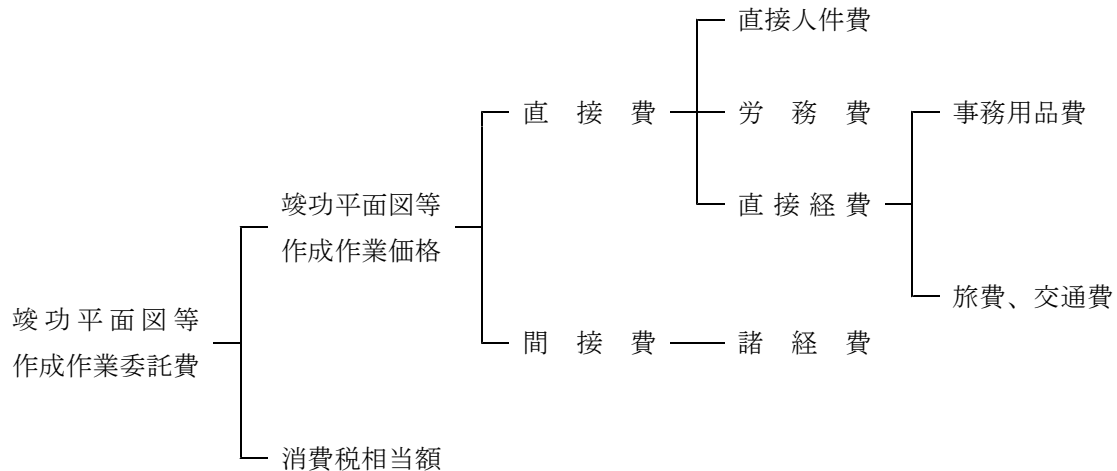 直接人件費
直接費
労務費
事務用品費
竣功平面図等
作成作業価格
直接経費
旅費、交通費
竣功平面図等
作成作業委託費
間接費
諸経費
消費税相当額